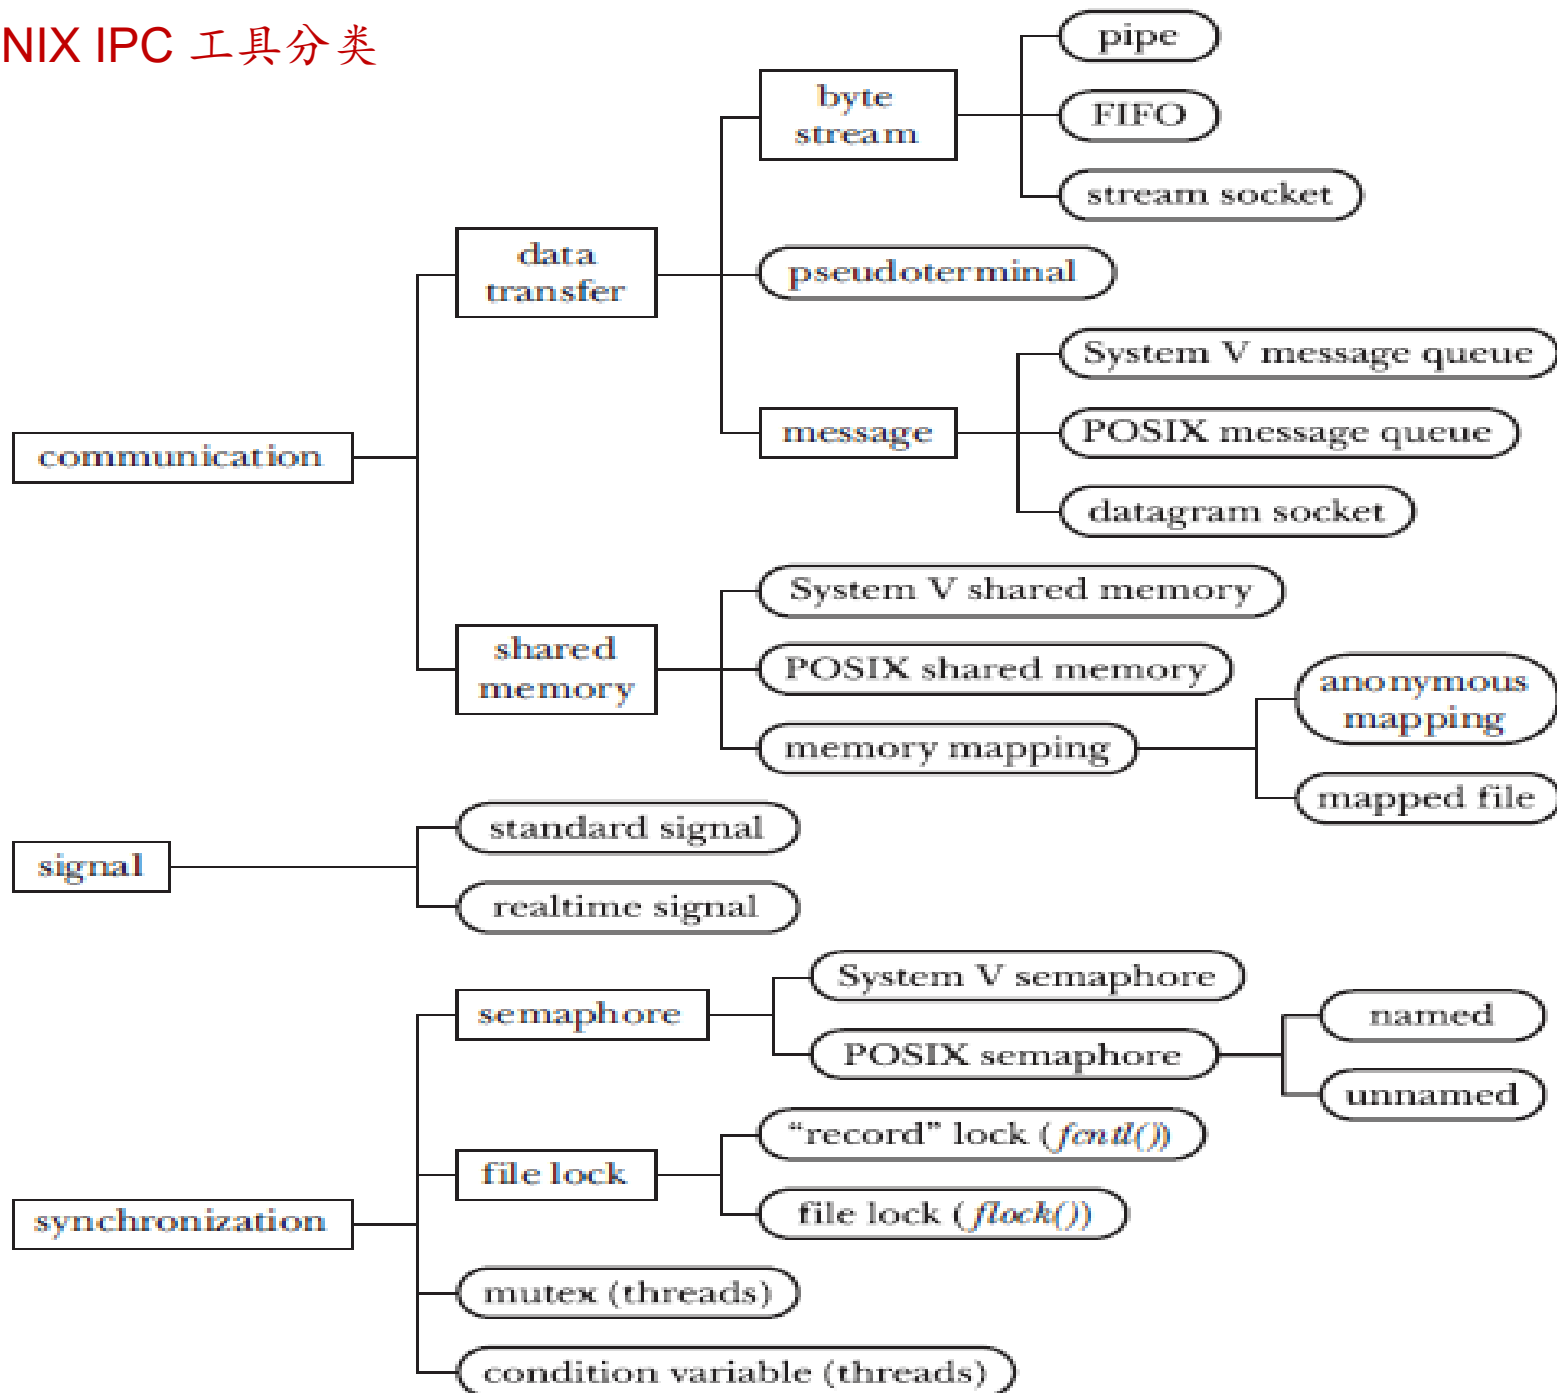 NIX IPC 工具分类
pipe
byte
stream
FIFO
stream socket
data
transfer
pseudoterminal
System V message queue
message
POSIX message queue
communication
datagram socket
System V shared memory
shared
memory
POSIX shared memory
anonymous
mapping
memory mapping
mapped file
standard signal
signal
realtime signal
System V semaphore
semaphore
named
POSIX semaphore
unnamed
“record” lock (fcntl())
file lock
file lock (flock())
synchronization
mutex (threads)
condition variable (threads)